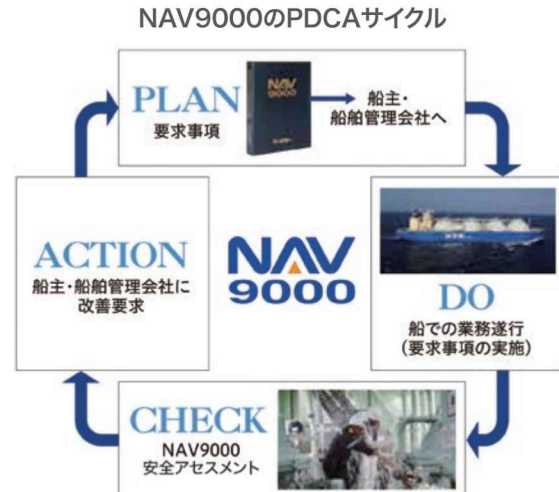 NAV9000のPDCAサイクル
PLAN
要求事項
NAV
9000
船主・
船舶管理会社へ
ACTION
船主・船舶管理会社に
改善要求
NAV
9000
DO
船での業務遂行
(要求事項の実施)
CHECK
NAV9000
安全アセスメント